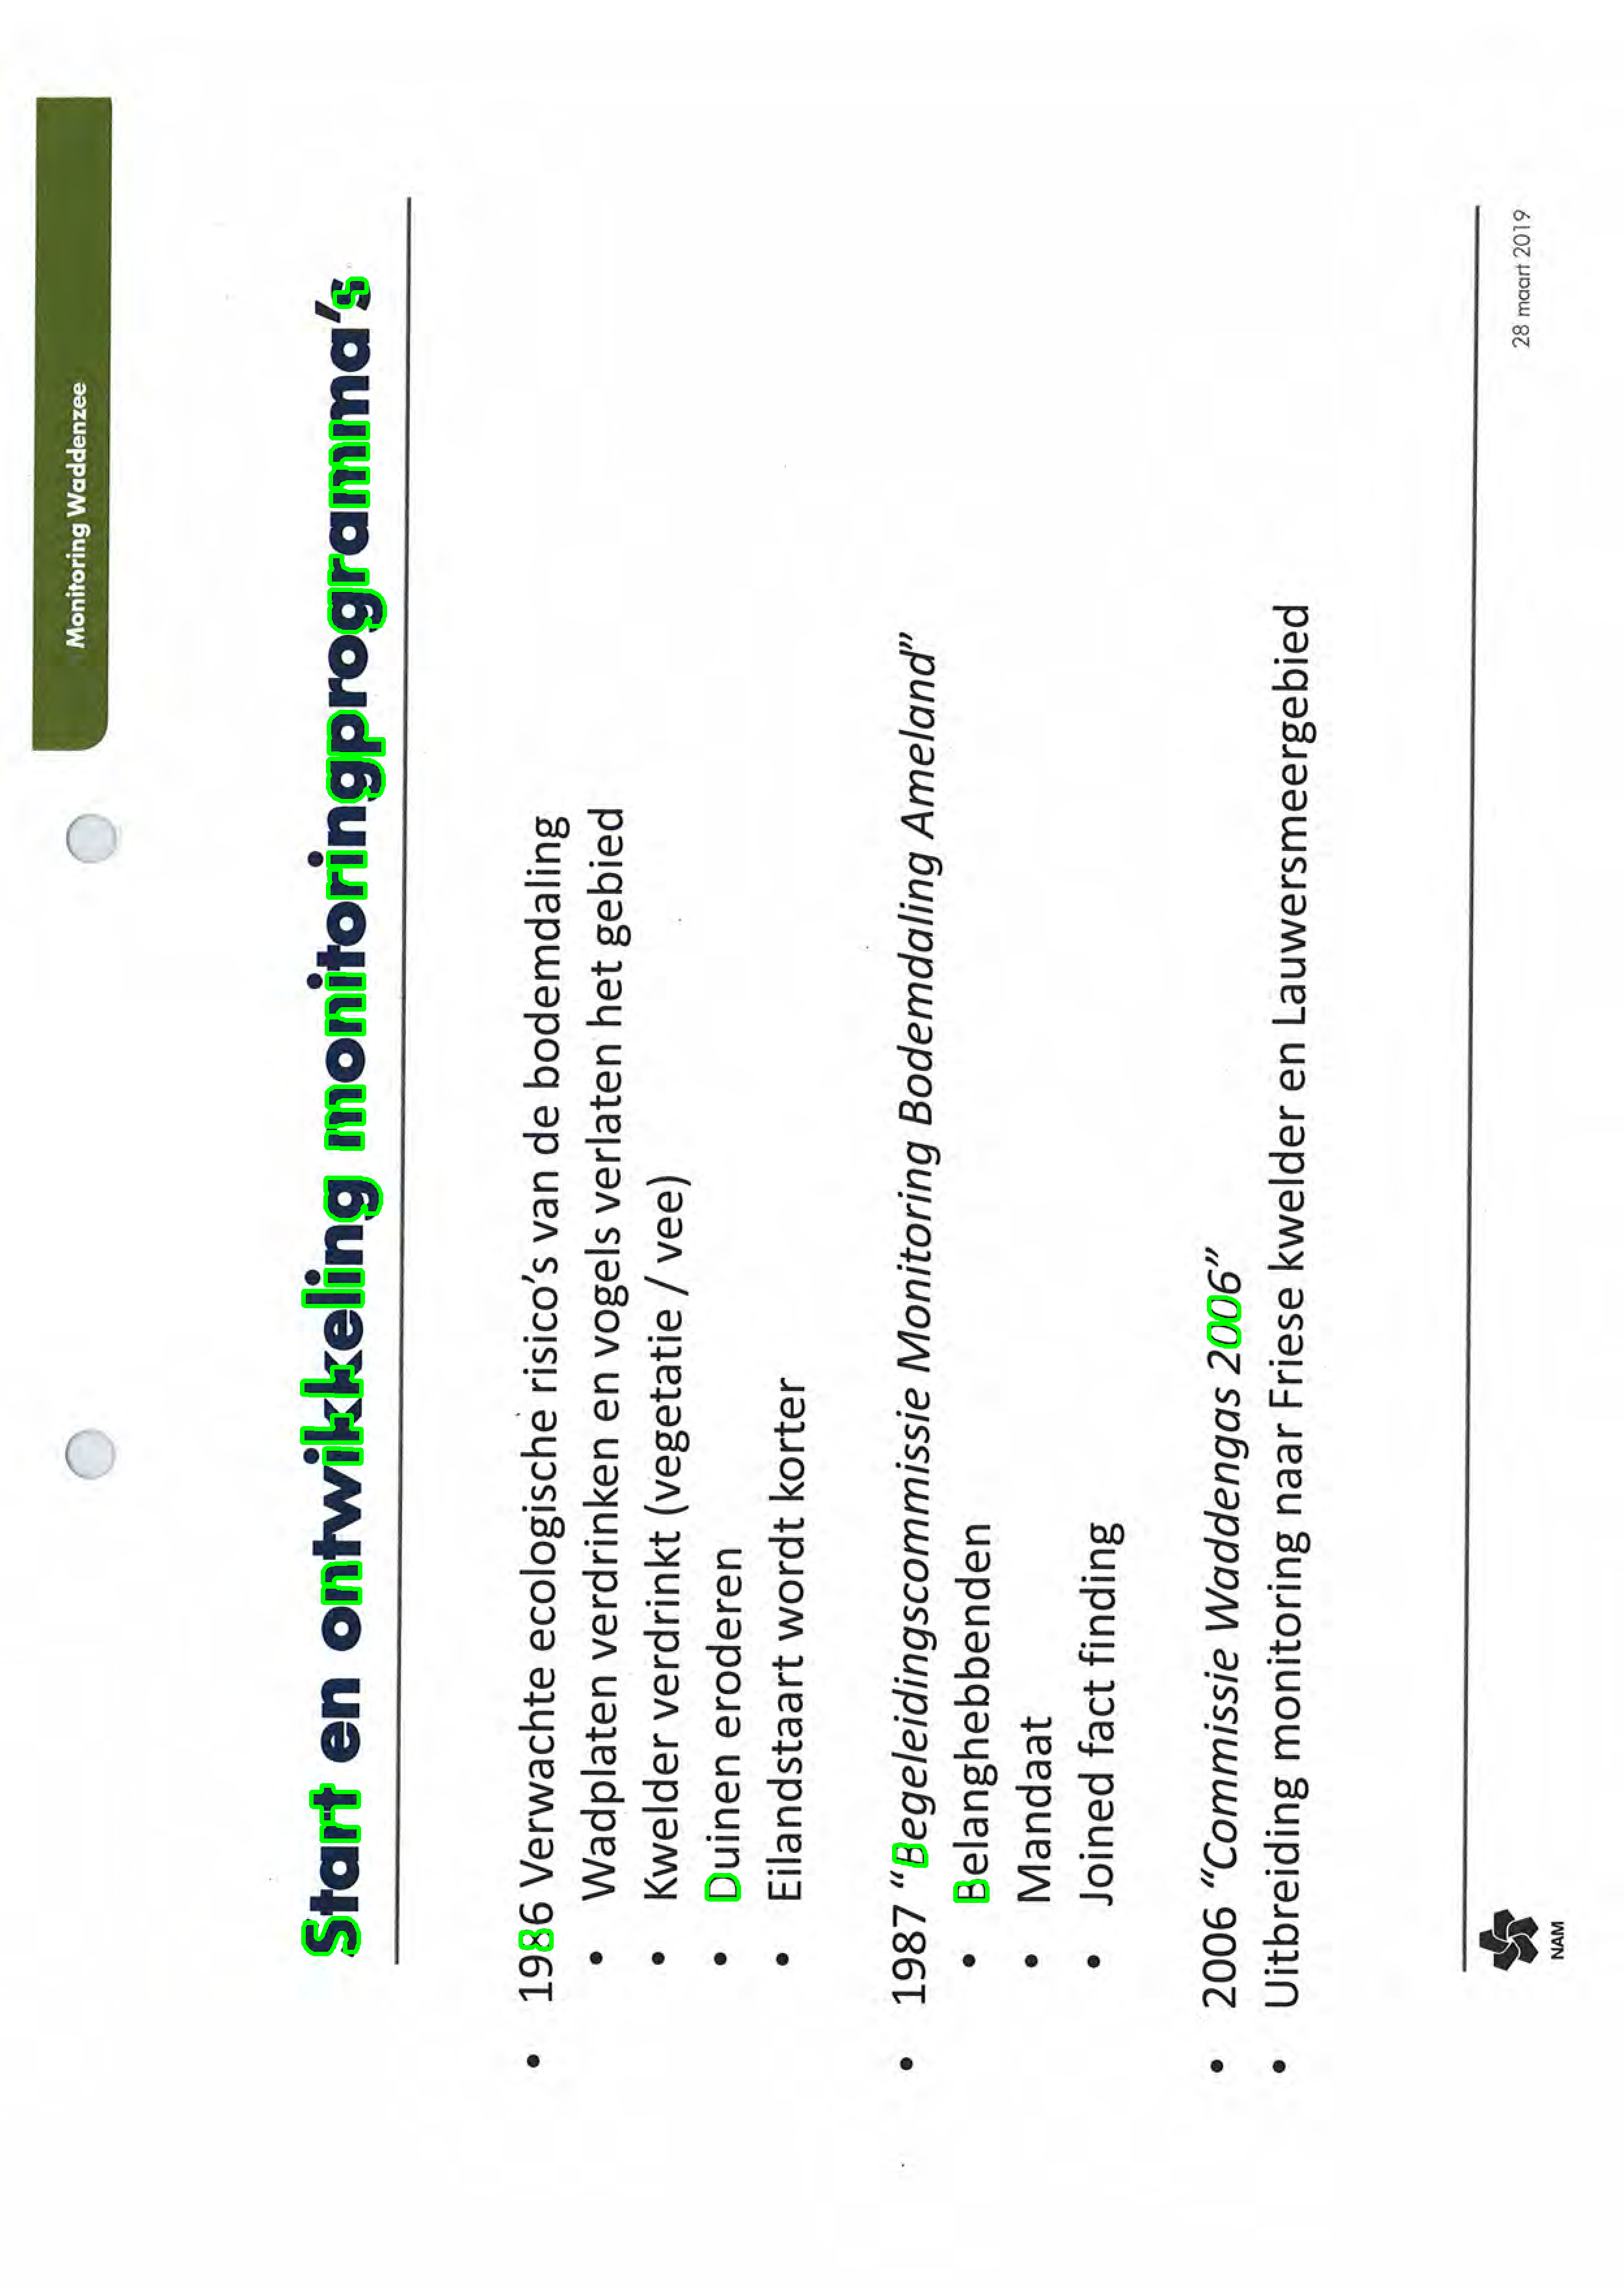 Monitoring Waddenzee
Start en ontwikkeling monitoringprogramma's
• 1986 Verwachte ecologische risico's van de bodemdaling
• Wadplaten verdrinken en vogels verlaten het gebied
• Kwelder verdrinkt (vegetatie / vee)
• Duinen eroderen
• Eilandstaart wordt korter
• 1987 "Begeleidingscommissie Monitoring Bodemdaling Ameland"
• Belanghebbenden
• Mandaat
• Joined fact finding
• 2006 "Commissie Waddengas 2006"
• Uitbreiding monitoring naar Friese kwelder en Lauwersmeergebied
NAM
28 maart 2019